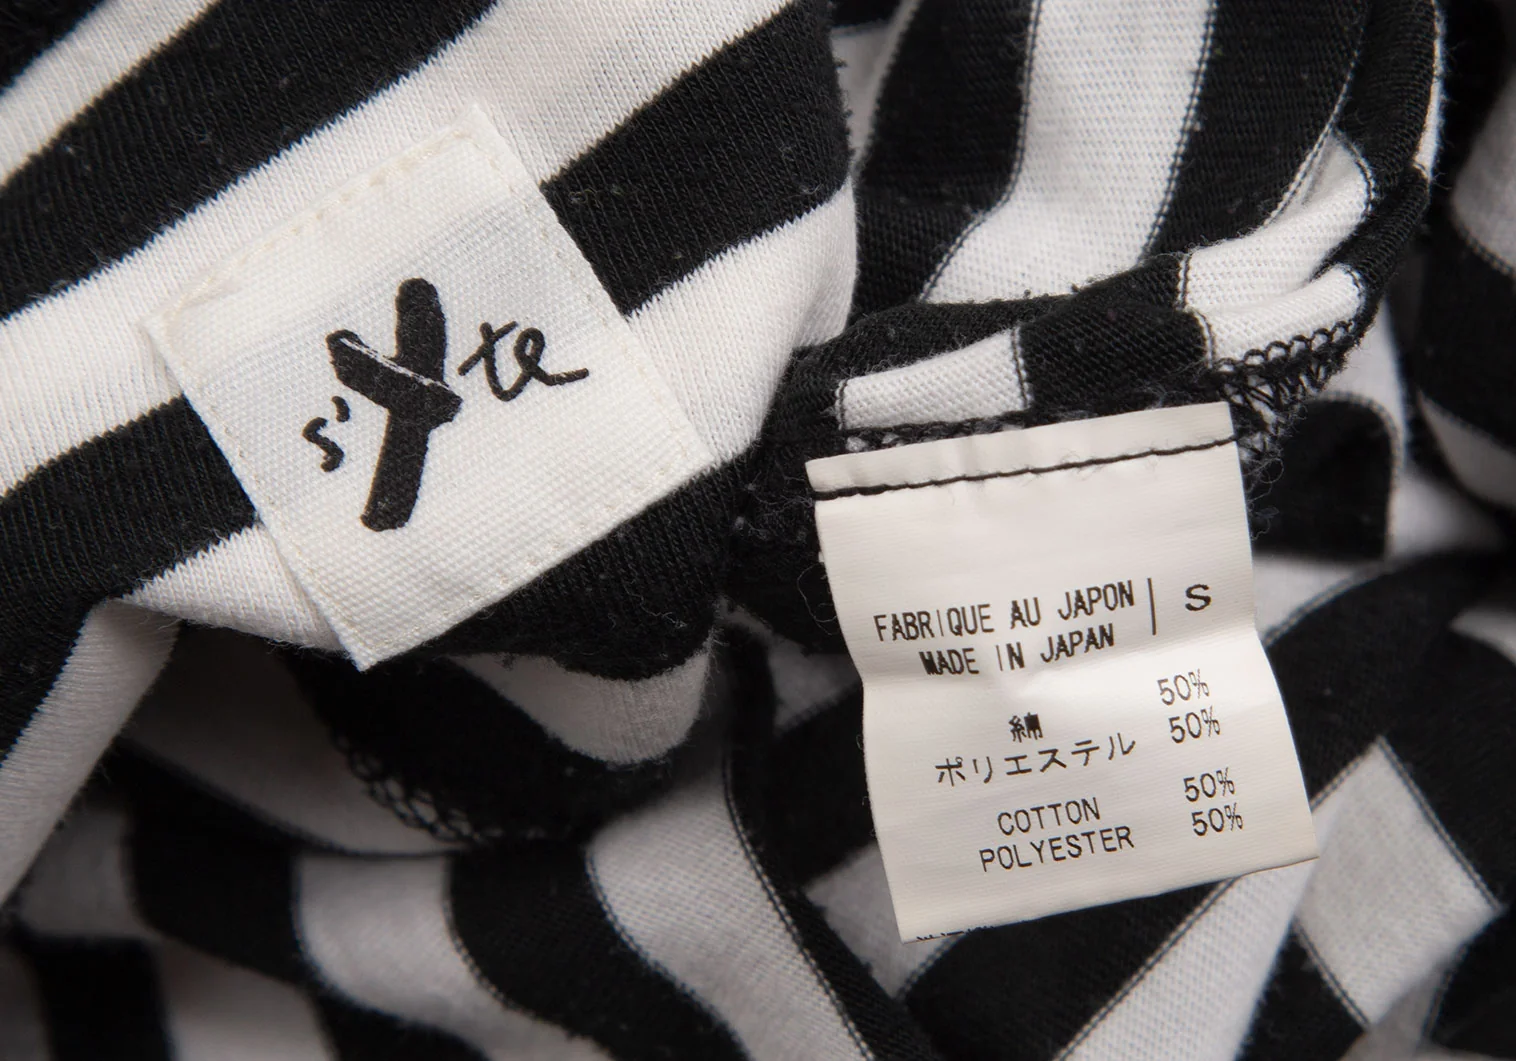 s'Yte
FABRIQUE AU JAPON | S
MADE IN JAPAN
綿 50%
ポリエステル 50%
COTTON 50%
POLYESTER 50%